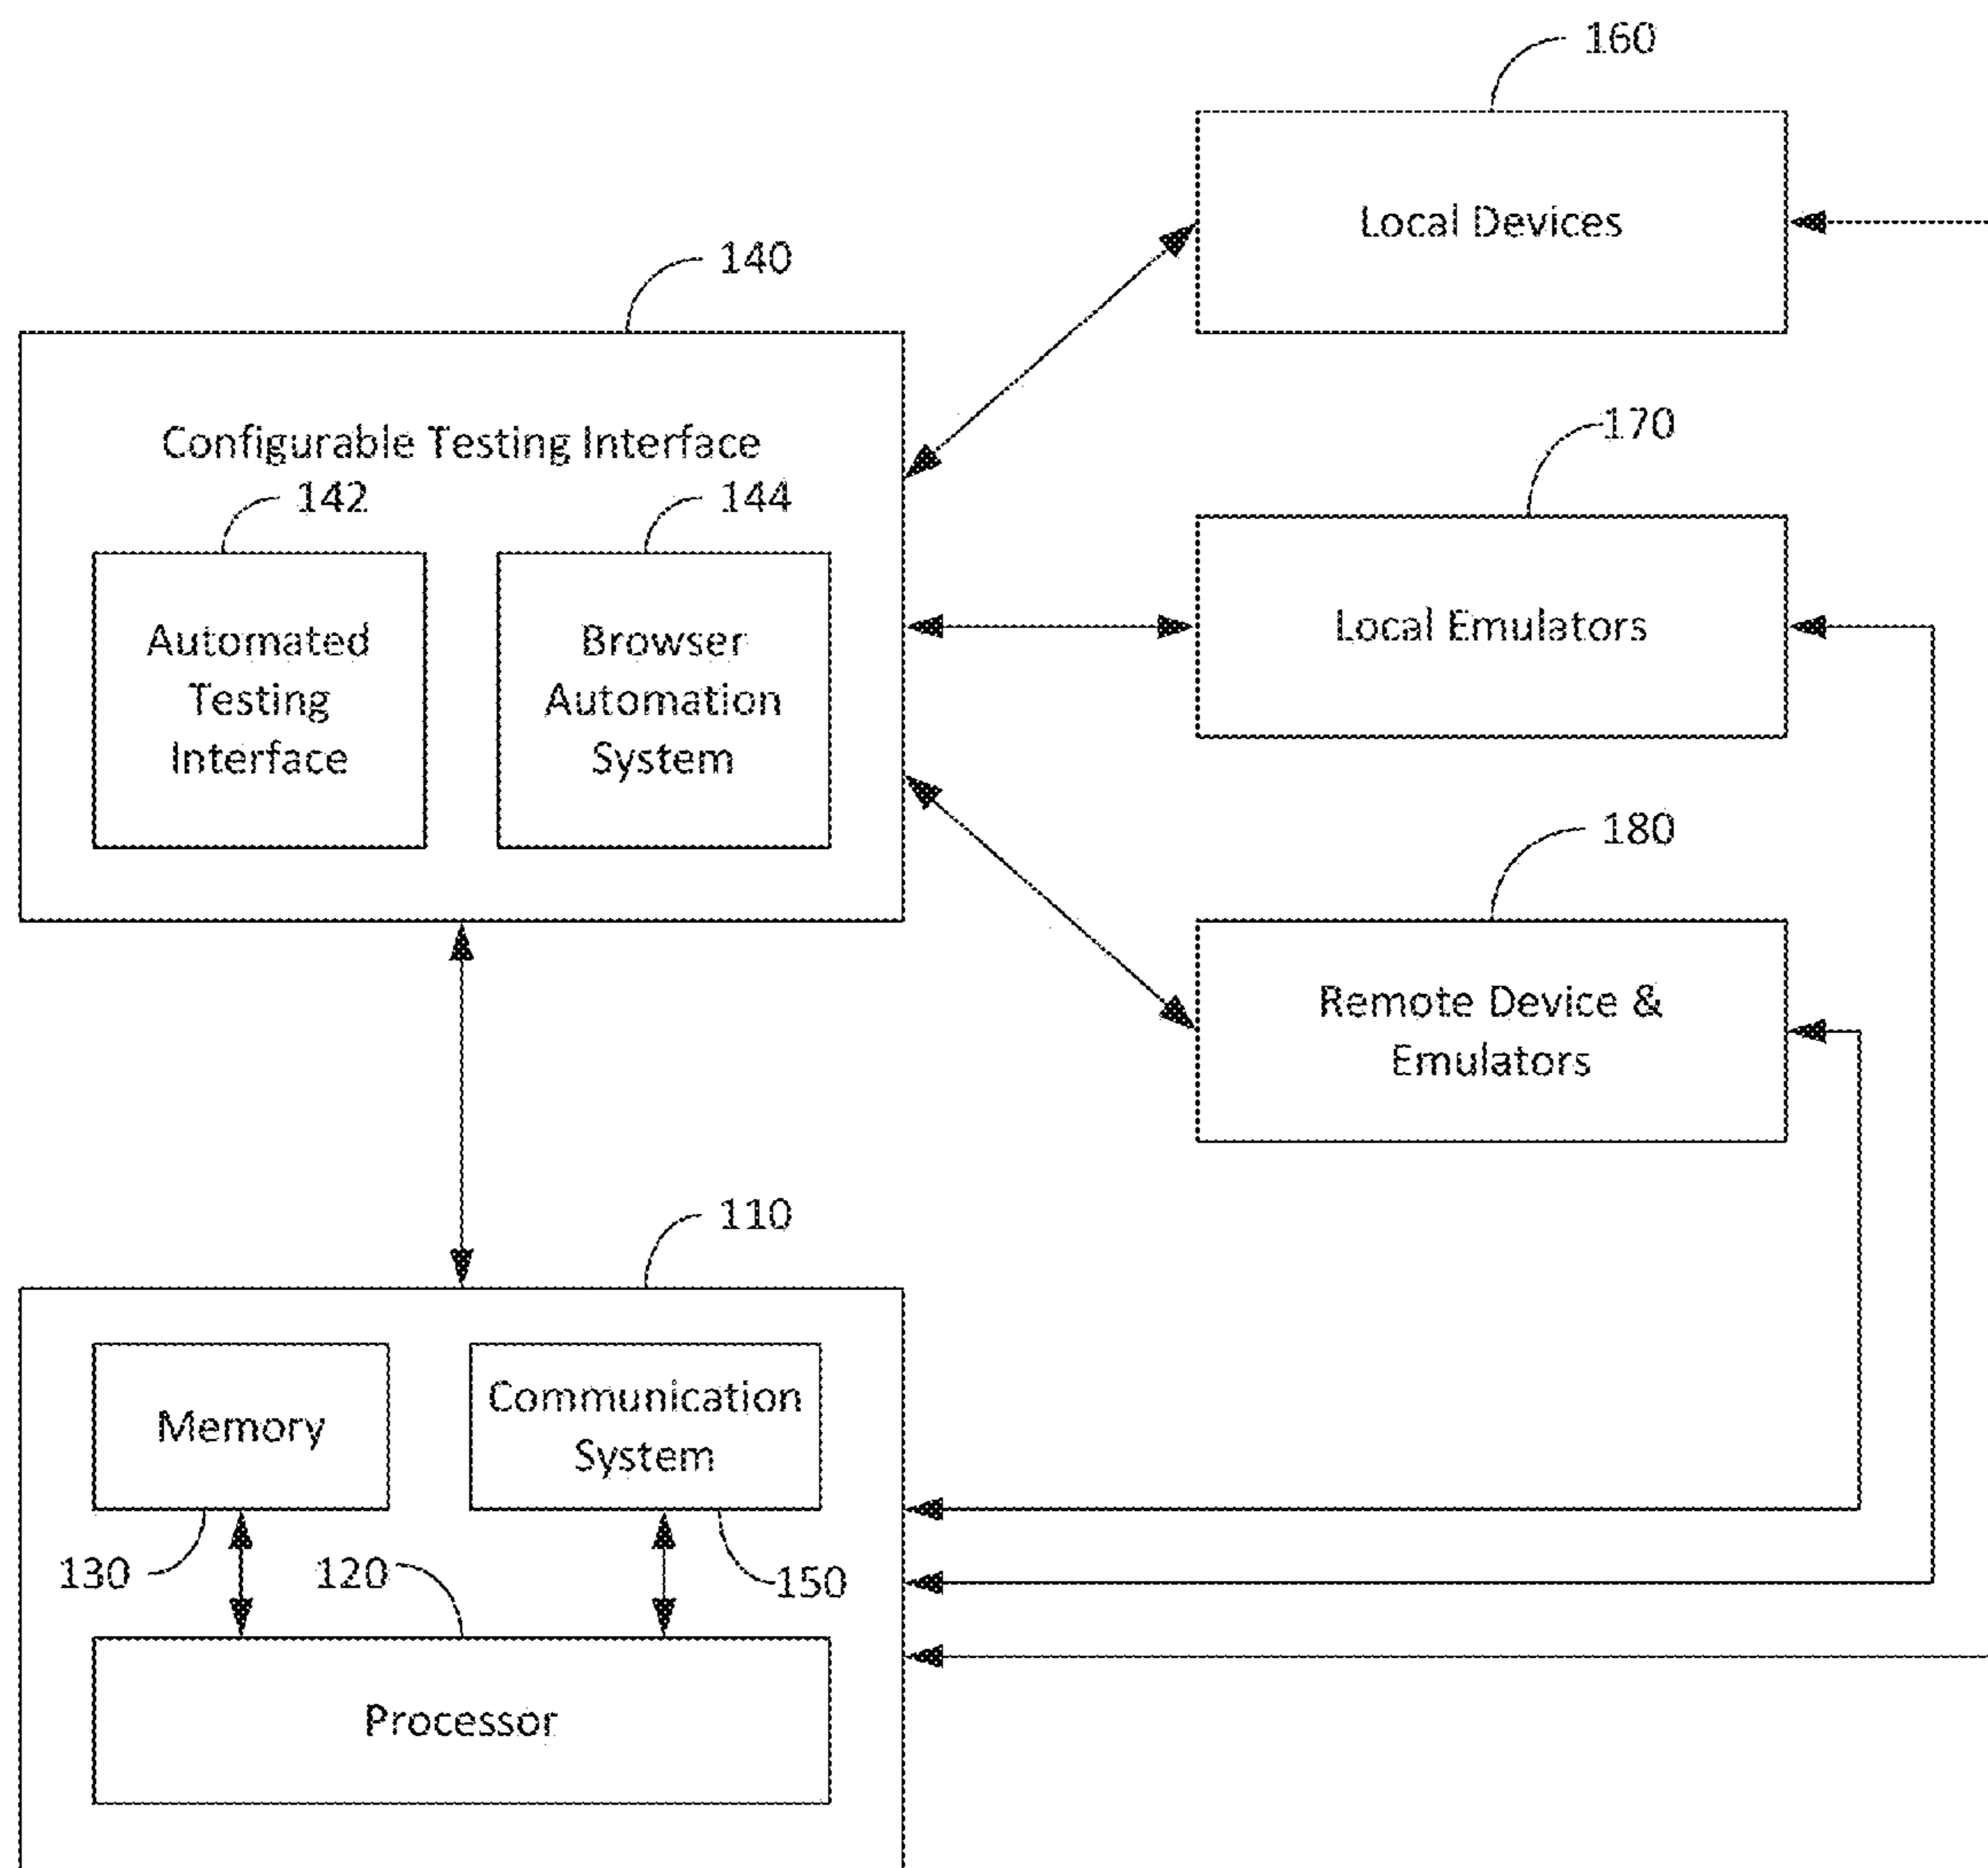 160
Local Devices
140
Configurable Testing Interface
142
144
Automated
Testing
Interface
Browser
Automation
System
170
Local Emulators
180
Remote Device &
Emulators
110
Memory
Communication
System
130
120
150
Processor